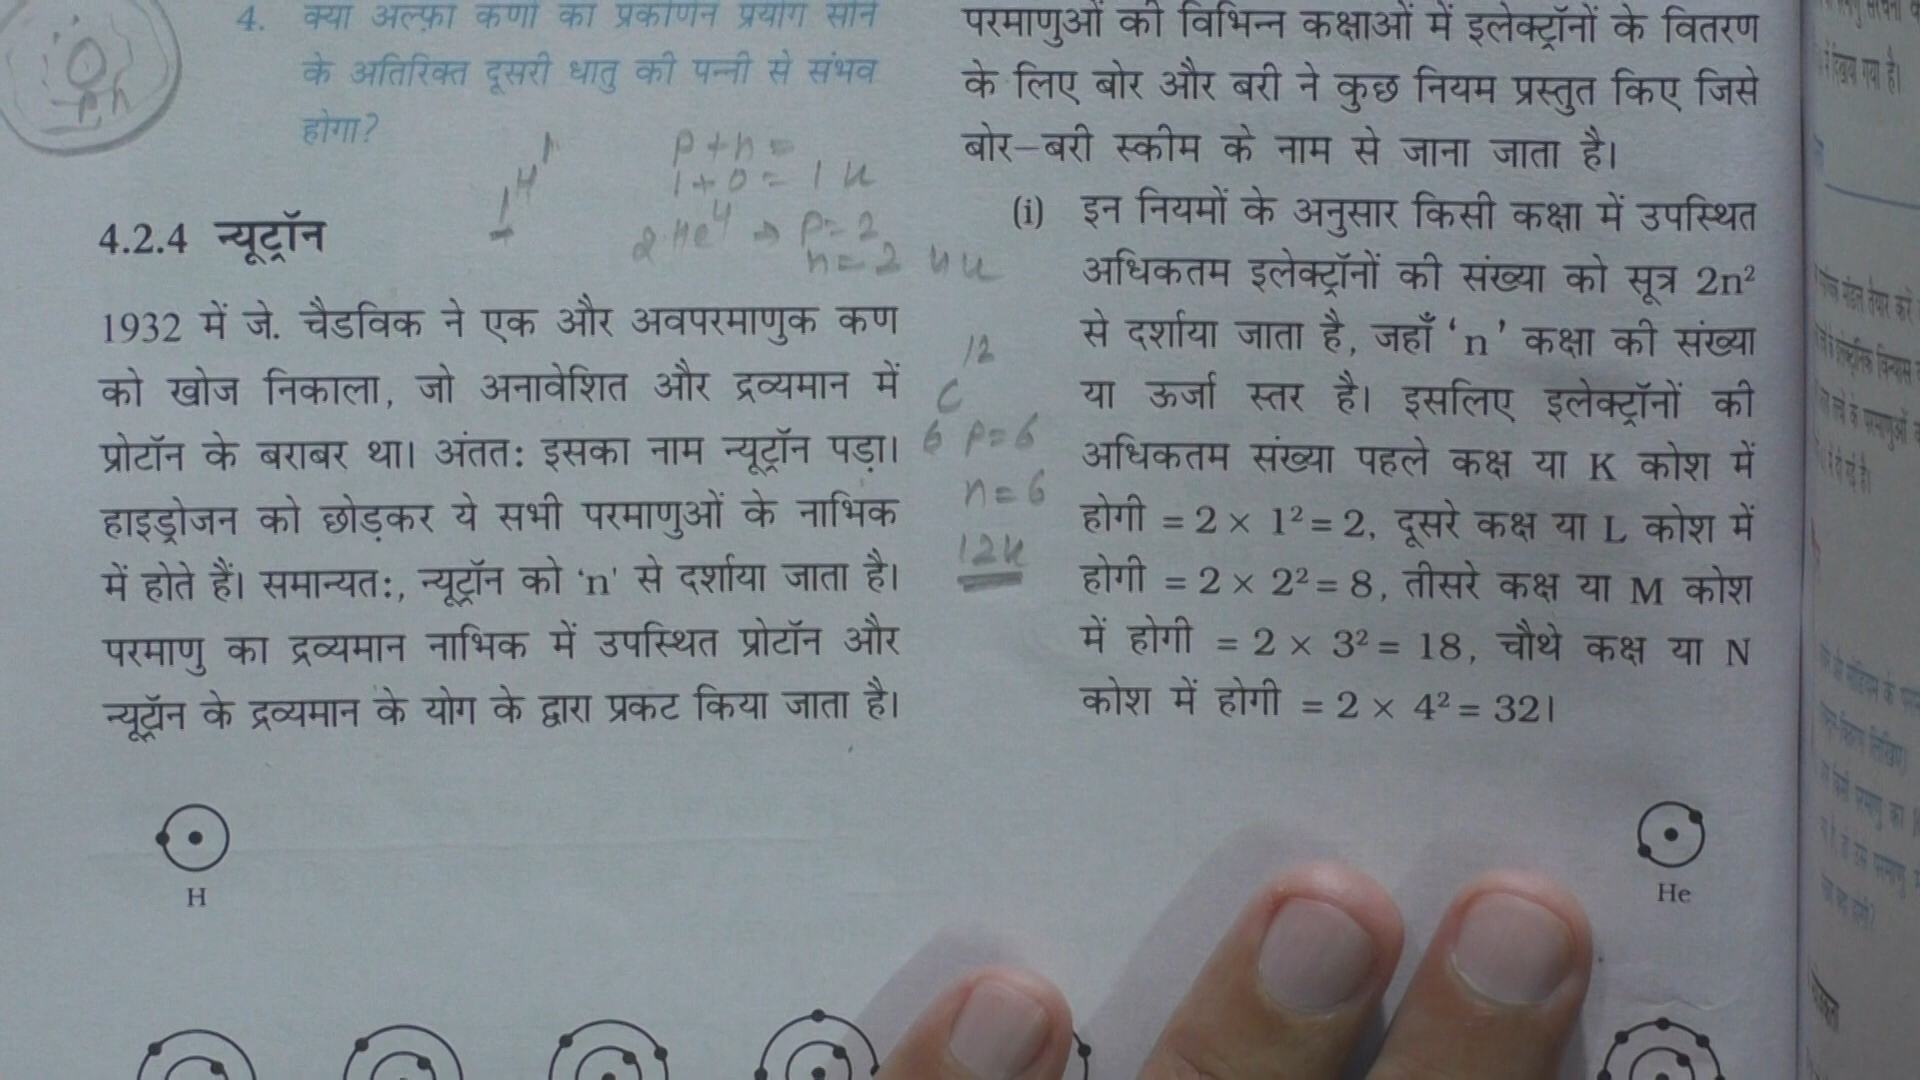 4. क्या अल्फ़ा कणों का प्रकीर्णन प्रयोग सोने
के अतिरिक्त दूसरी धातु की पन्नी से संभव
होगा?
p+n=
1+0=1u
1H1
2He4 ⇒ p=2
n=2 4u
4.2.4 न्यूट्रॉन
1932 में जे. चैडविक ने एक और अवपरमाणुक कण
को खोज निकाला, जो अनावेशित और द्रव्यमान में
प्रोटॉन के बराबर था। अंततः इसका नाम न्यूट्रॉन पड़ा।
हाइड्रोजन को छोड़कर ये सभी परमाणुओं के नाभिक
में होते हैं। समान्यतः, न्यूट्रॉन को ‘n' से दर्शाया जाता है।
परमाणु का द्रव्यमान नाभिक में उपस्थित प्रोटॉन और
न्यूट्रॉन के द्रव्यमान के योग के द्वारा प्रकट किया जाता है।
12
C
6 p=6
n=6
12u
परमाणुओं की विभिन्न कक्षाओं में इलेक्ट्रॉनों के वितरण
के लिए बोर और बरी ने कुछ नियम प्रस्तुत किए जिसे
बोर–बरी स्कीम के नाम से जाना जाता है।
(i) इन नियमों के अनुसार किसी कक्षा में उपस्थित
अधिकतम इलेक्ट्रॉनों की संख्या को सूत्र 2n²
से दर्शाया जाता है, जहाँ ‘n’ कक्षा की संख्या
या ऊर्जा स्तर है। इसलिए इलेक्ट्रॉनों की
अधिकतम संख्या पहले कक्ष या K कोश में
होगी = 2 × 1² = 2, दूसरे कक्ष या L कोश में
होगी = 2 × 2² = 8, तीसरे कक्ष या M कोश
में होगी = 2 × 3² = 18, चौथे कक्ष या N
कोश में होगी = 2 × 4² = 32।
H
He